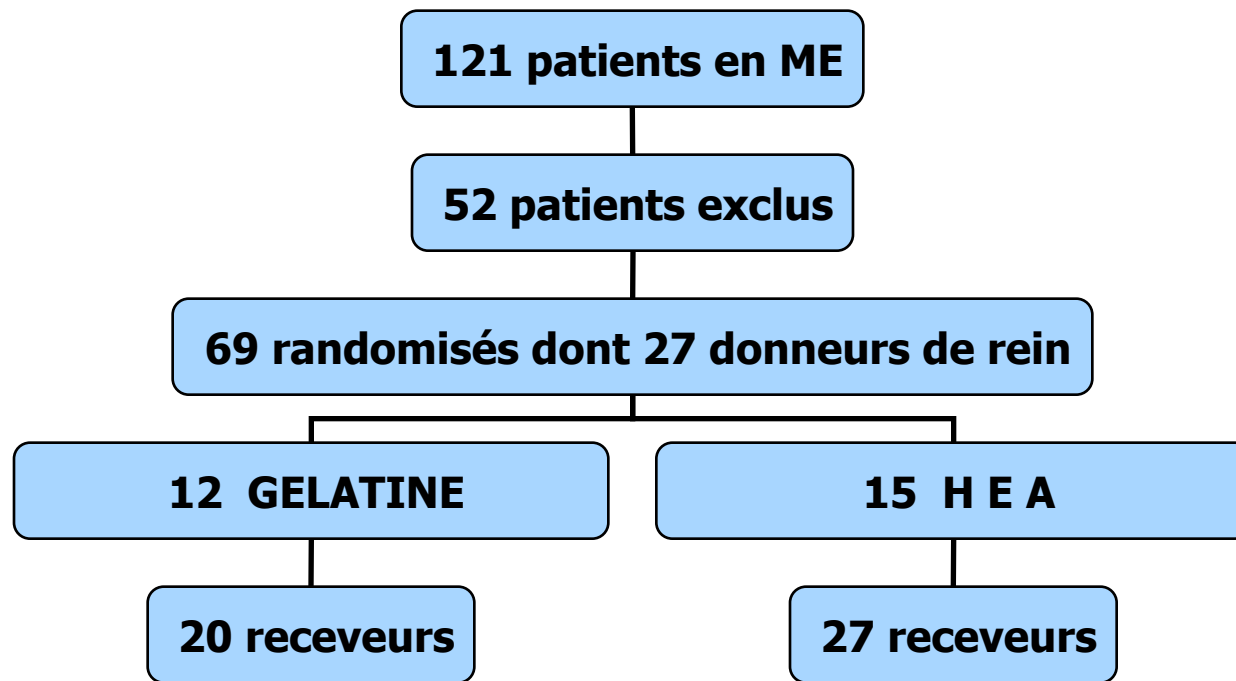 121 patients en ME
52 patients exclus
69 randomisés dont 27 donneurs de rein
12 GELATINE
15 H E A
20 receveurs
27 receveurs